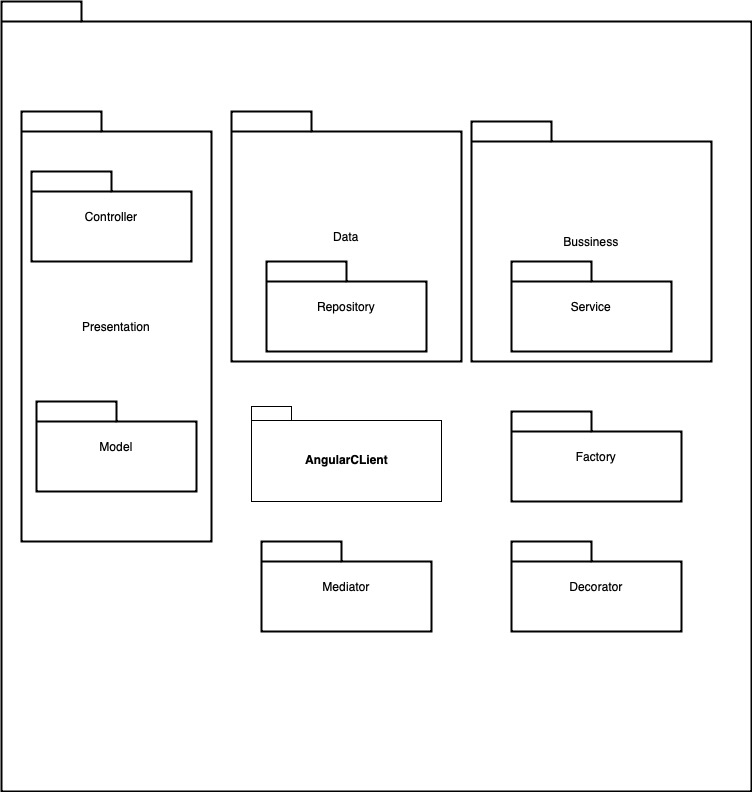 Controller
Presentation
Model
Data
Repository
Bussiness
Service
AngularCLient
Factory
Mediator
Decorator